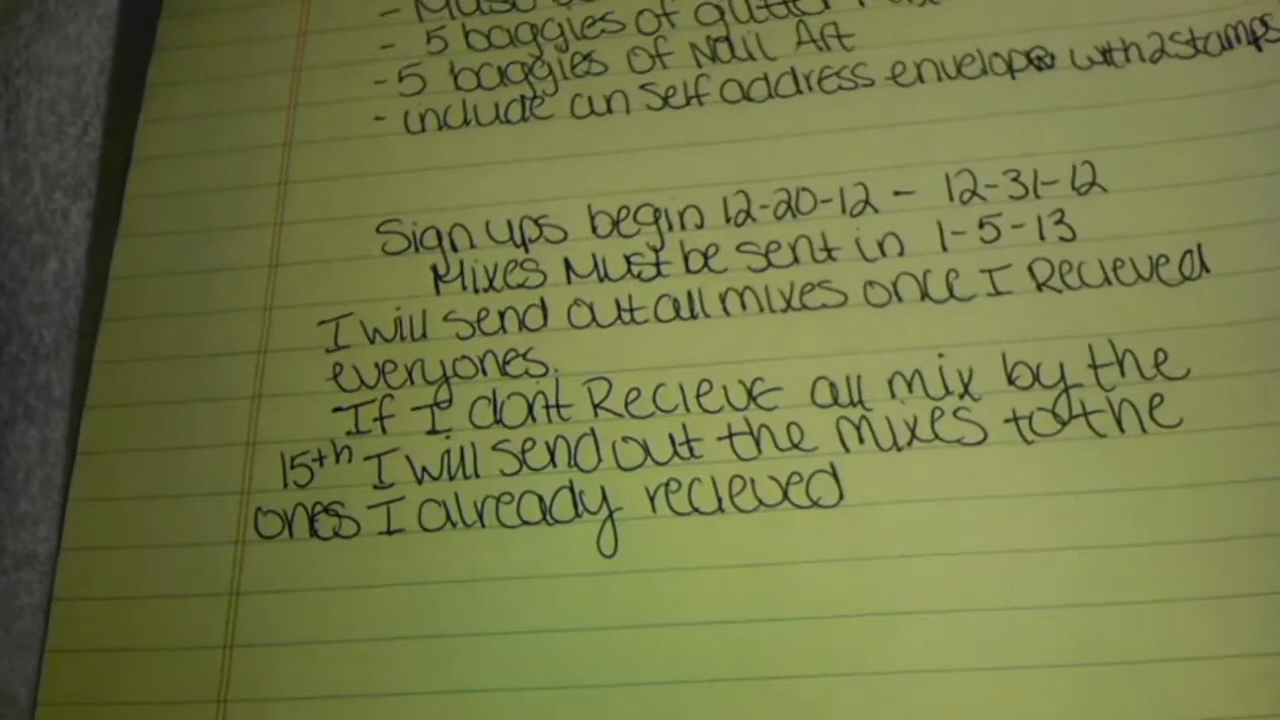 - Must
- 5 baggies of glitter
- 5 baggies of Nail Art
- include an self address envelope with 2 stamps
Sign ups begin 12-20-12 - 12-31-12
Mixes Must be sent in 1-5-13
I will send out all mixes once I Recieved
everyones.
If I don't Recieve all mix by the
15th I will send out the mixes to the
ones I already recieved